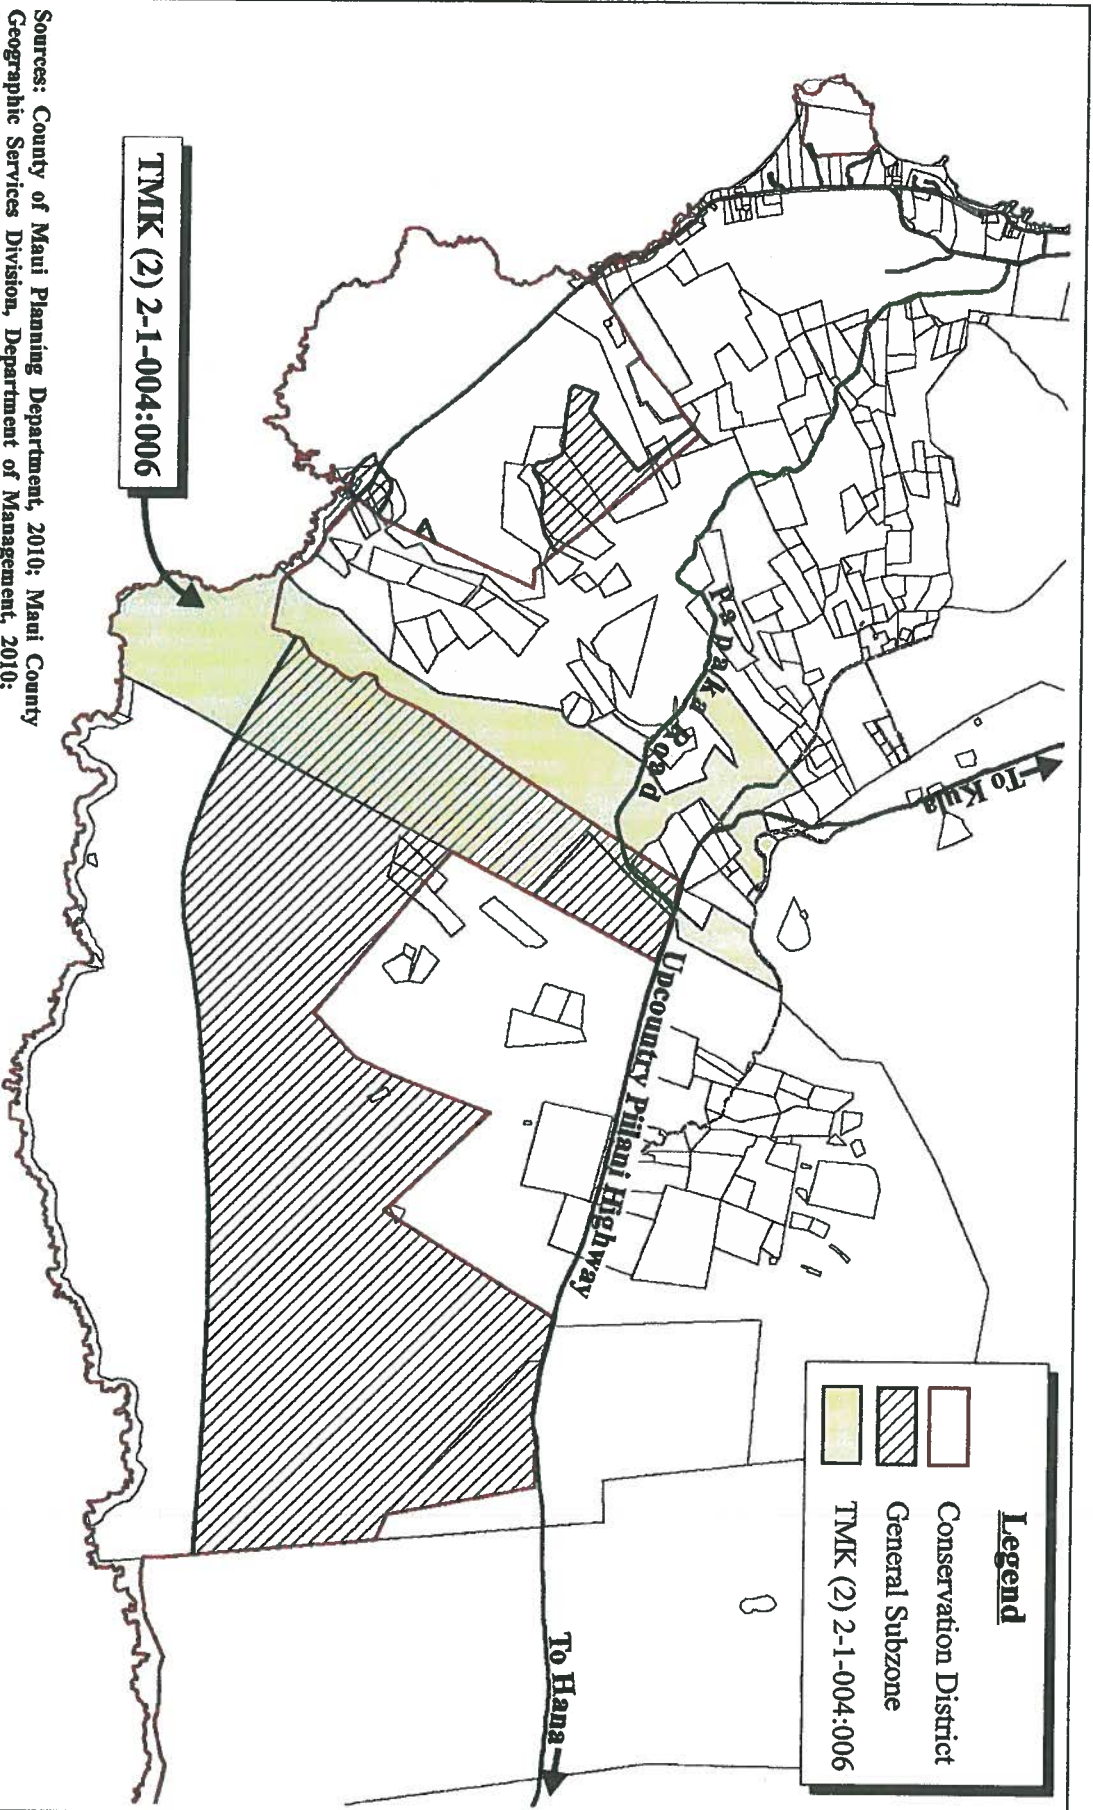 Legend
Conservation District
General Subzone
TMK (2) 2-1-004:006
To Kula
Papaka Road
Upcountry Piilani Highway
To Hana
TMK (2) 2-1-004:006
Sources: County of Maui Planning Department, 2010; Maui County
Geographic Services Division, Department of Management, 2010;